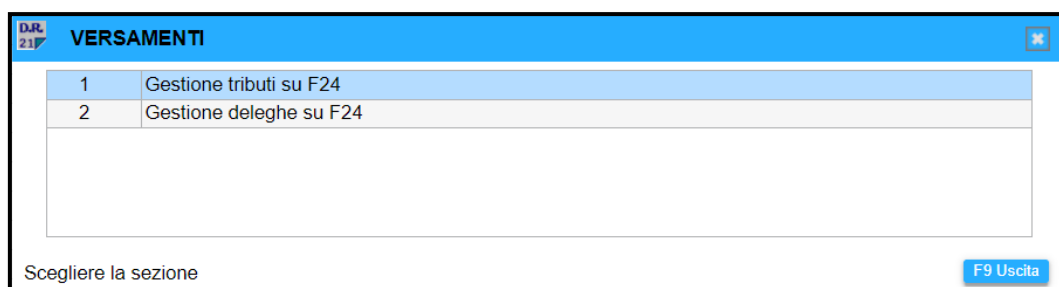 D.R.
21
VERSAMENTI
1 Gestione tributi su F24
2 Gestione deleghe su F24
Scegliere la sezione
F9 Uscita